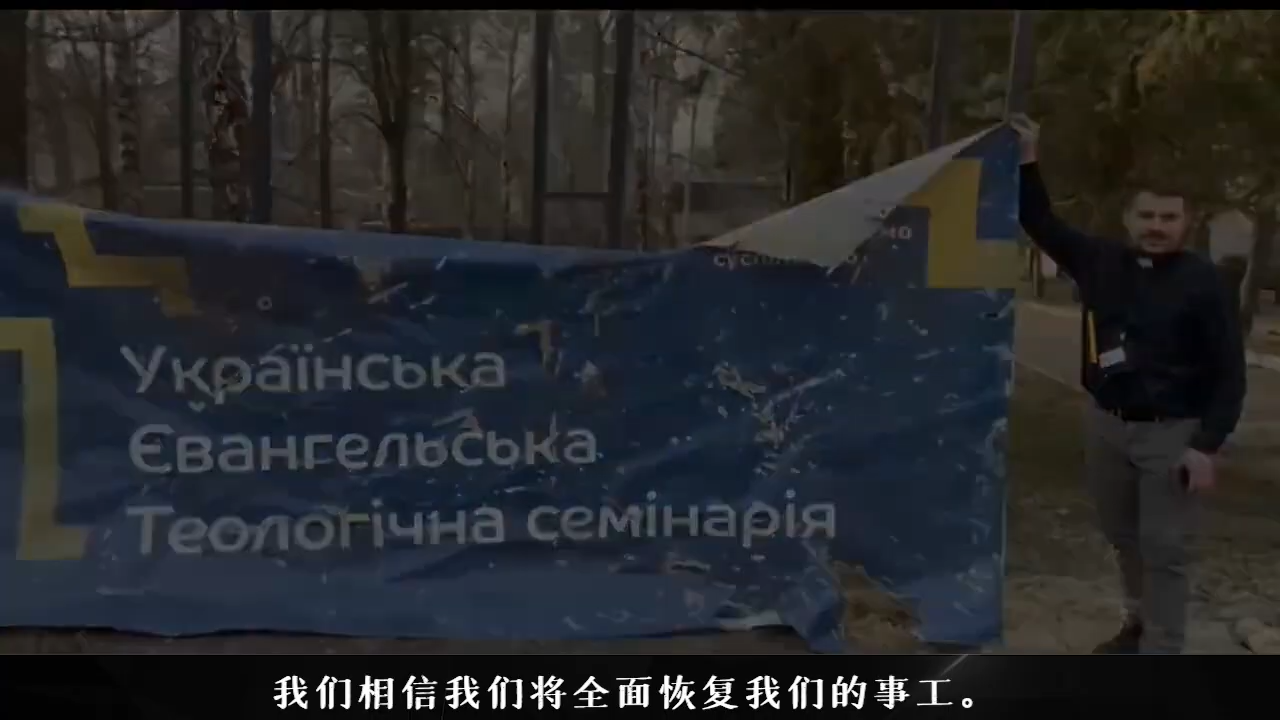 Українська
Євангельська
Теологічна семінарія
我们相信我们将全面恢复我们的事工。